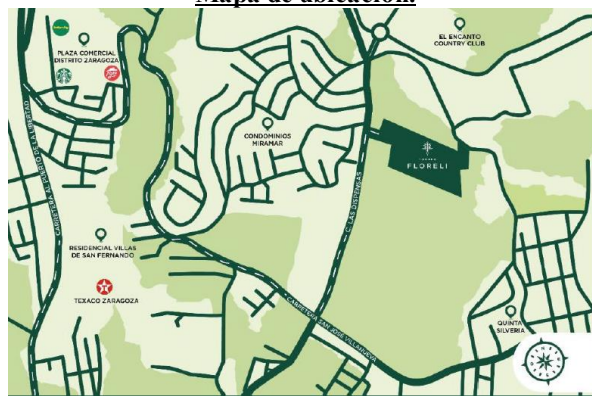 Mapa de ubicación.
PLAZA COMERCIAL
DISTRITO ZARAGOZA
EL ENCANTO
COUNTRY CLUB
CARRETERA AL PUERTO DE LA LIBERTAD
CONDOMINIOS
MIRAMAR
FLORELI
C. LAS DISPENSAS
RESIDENCIAL VILLAS
DE SAN FERNANDO
TEXACO ZARAGOZA
CARRETERA SAN JOSÉ VILLANUEVA
QUINTA
SILVERIA